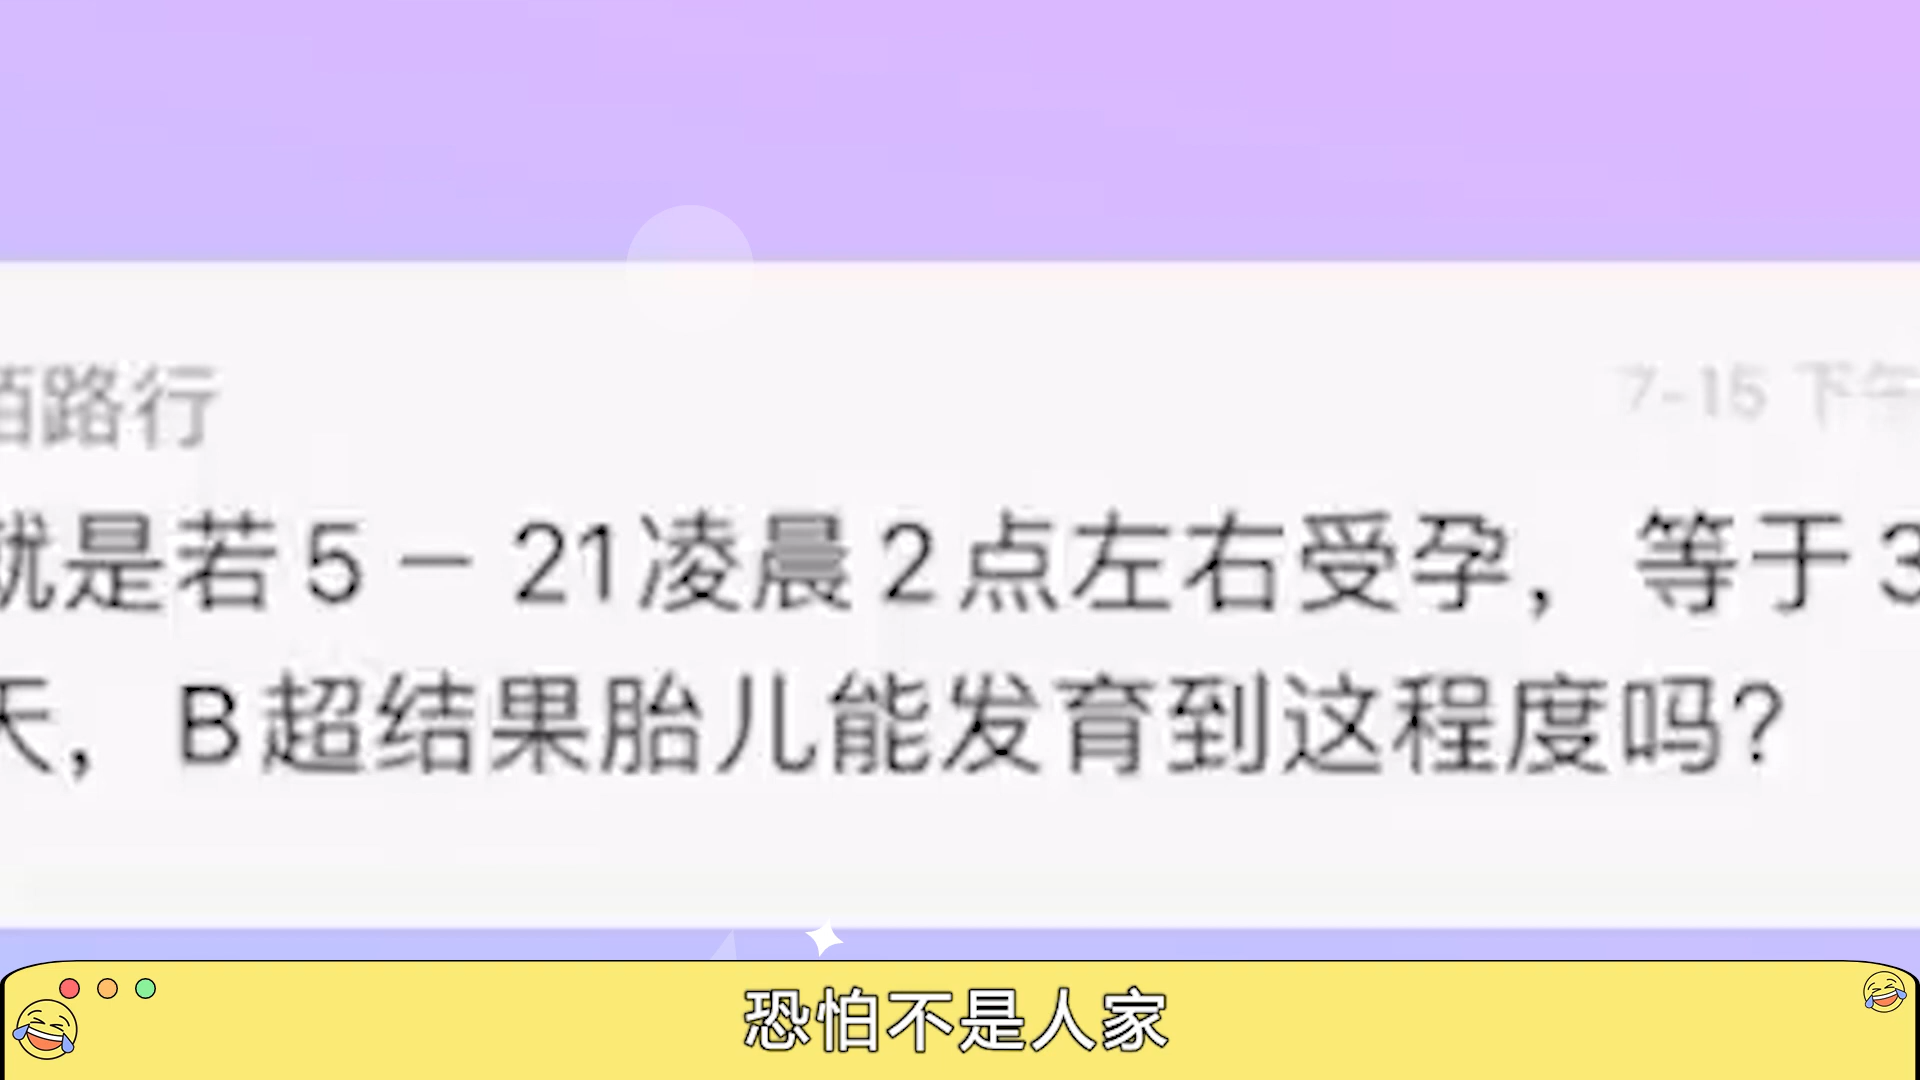 陌路行
7-15 下午
就是若5－21凌晨2点左右受孕，等于3
天，B超结果胎儿能发育到这程度吗？
恐怕不是人家